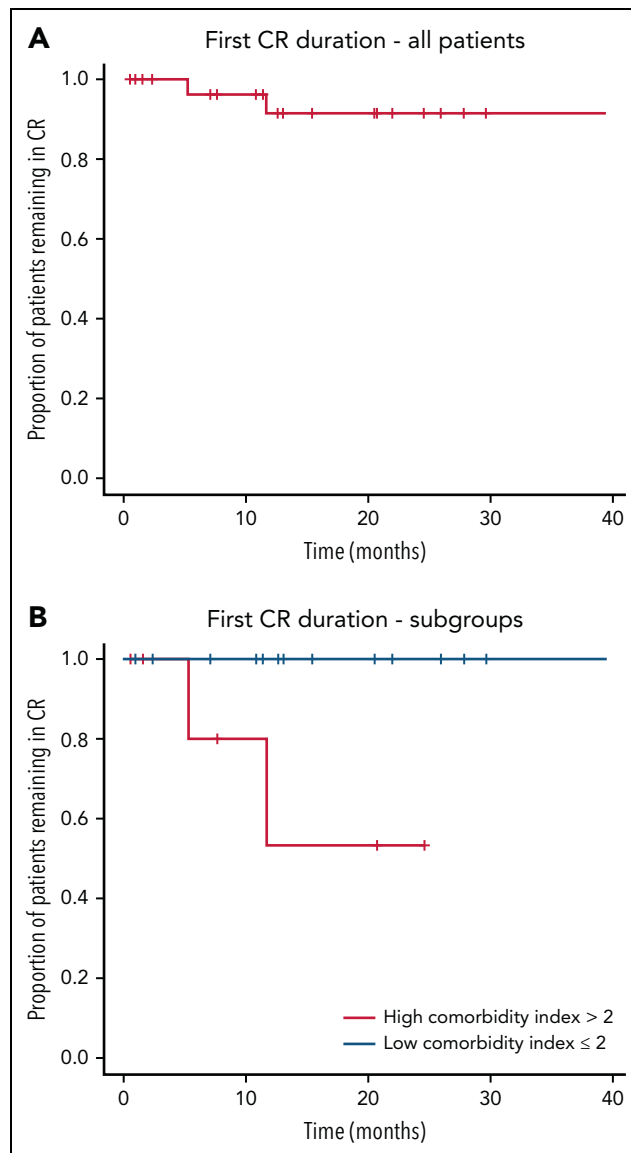 A
First CR duration - all patients
Proportion of patients remaining in CR
1.0
0.8
0.6
0.4
0.2
0.0
0 10 20 30 40
Time (months)
B
First CR duration - subgroups
Proportion of patients remaining in CR
1.0
0.8
0.6
0.4
0.2
0.0
High comorbidity index > 2
Low comorbidity index ≤ 2
0 10 20 30 40
Time (months)